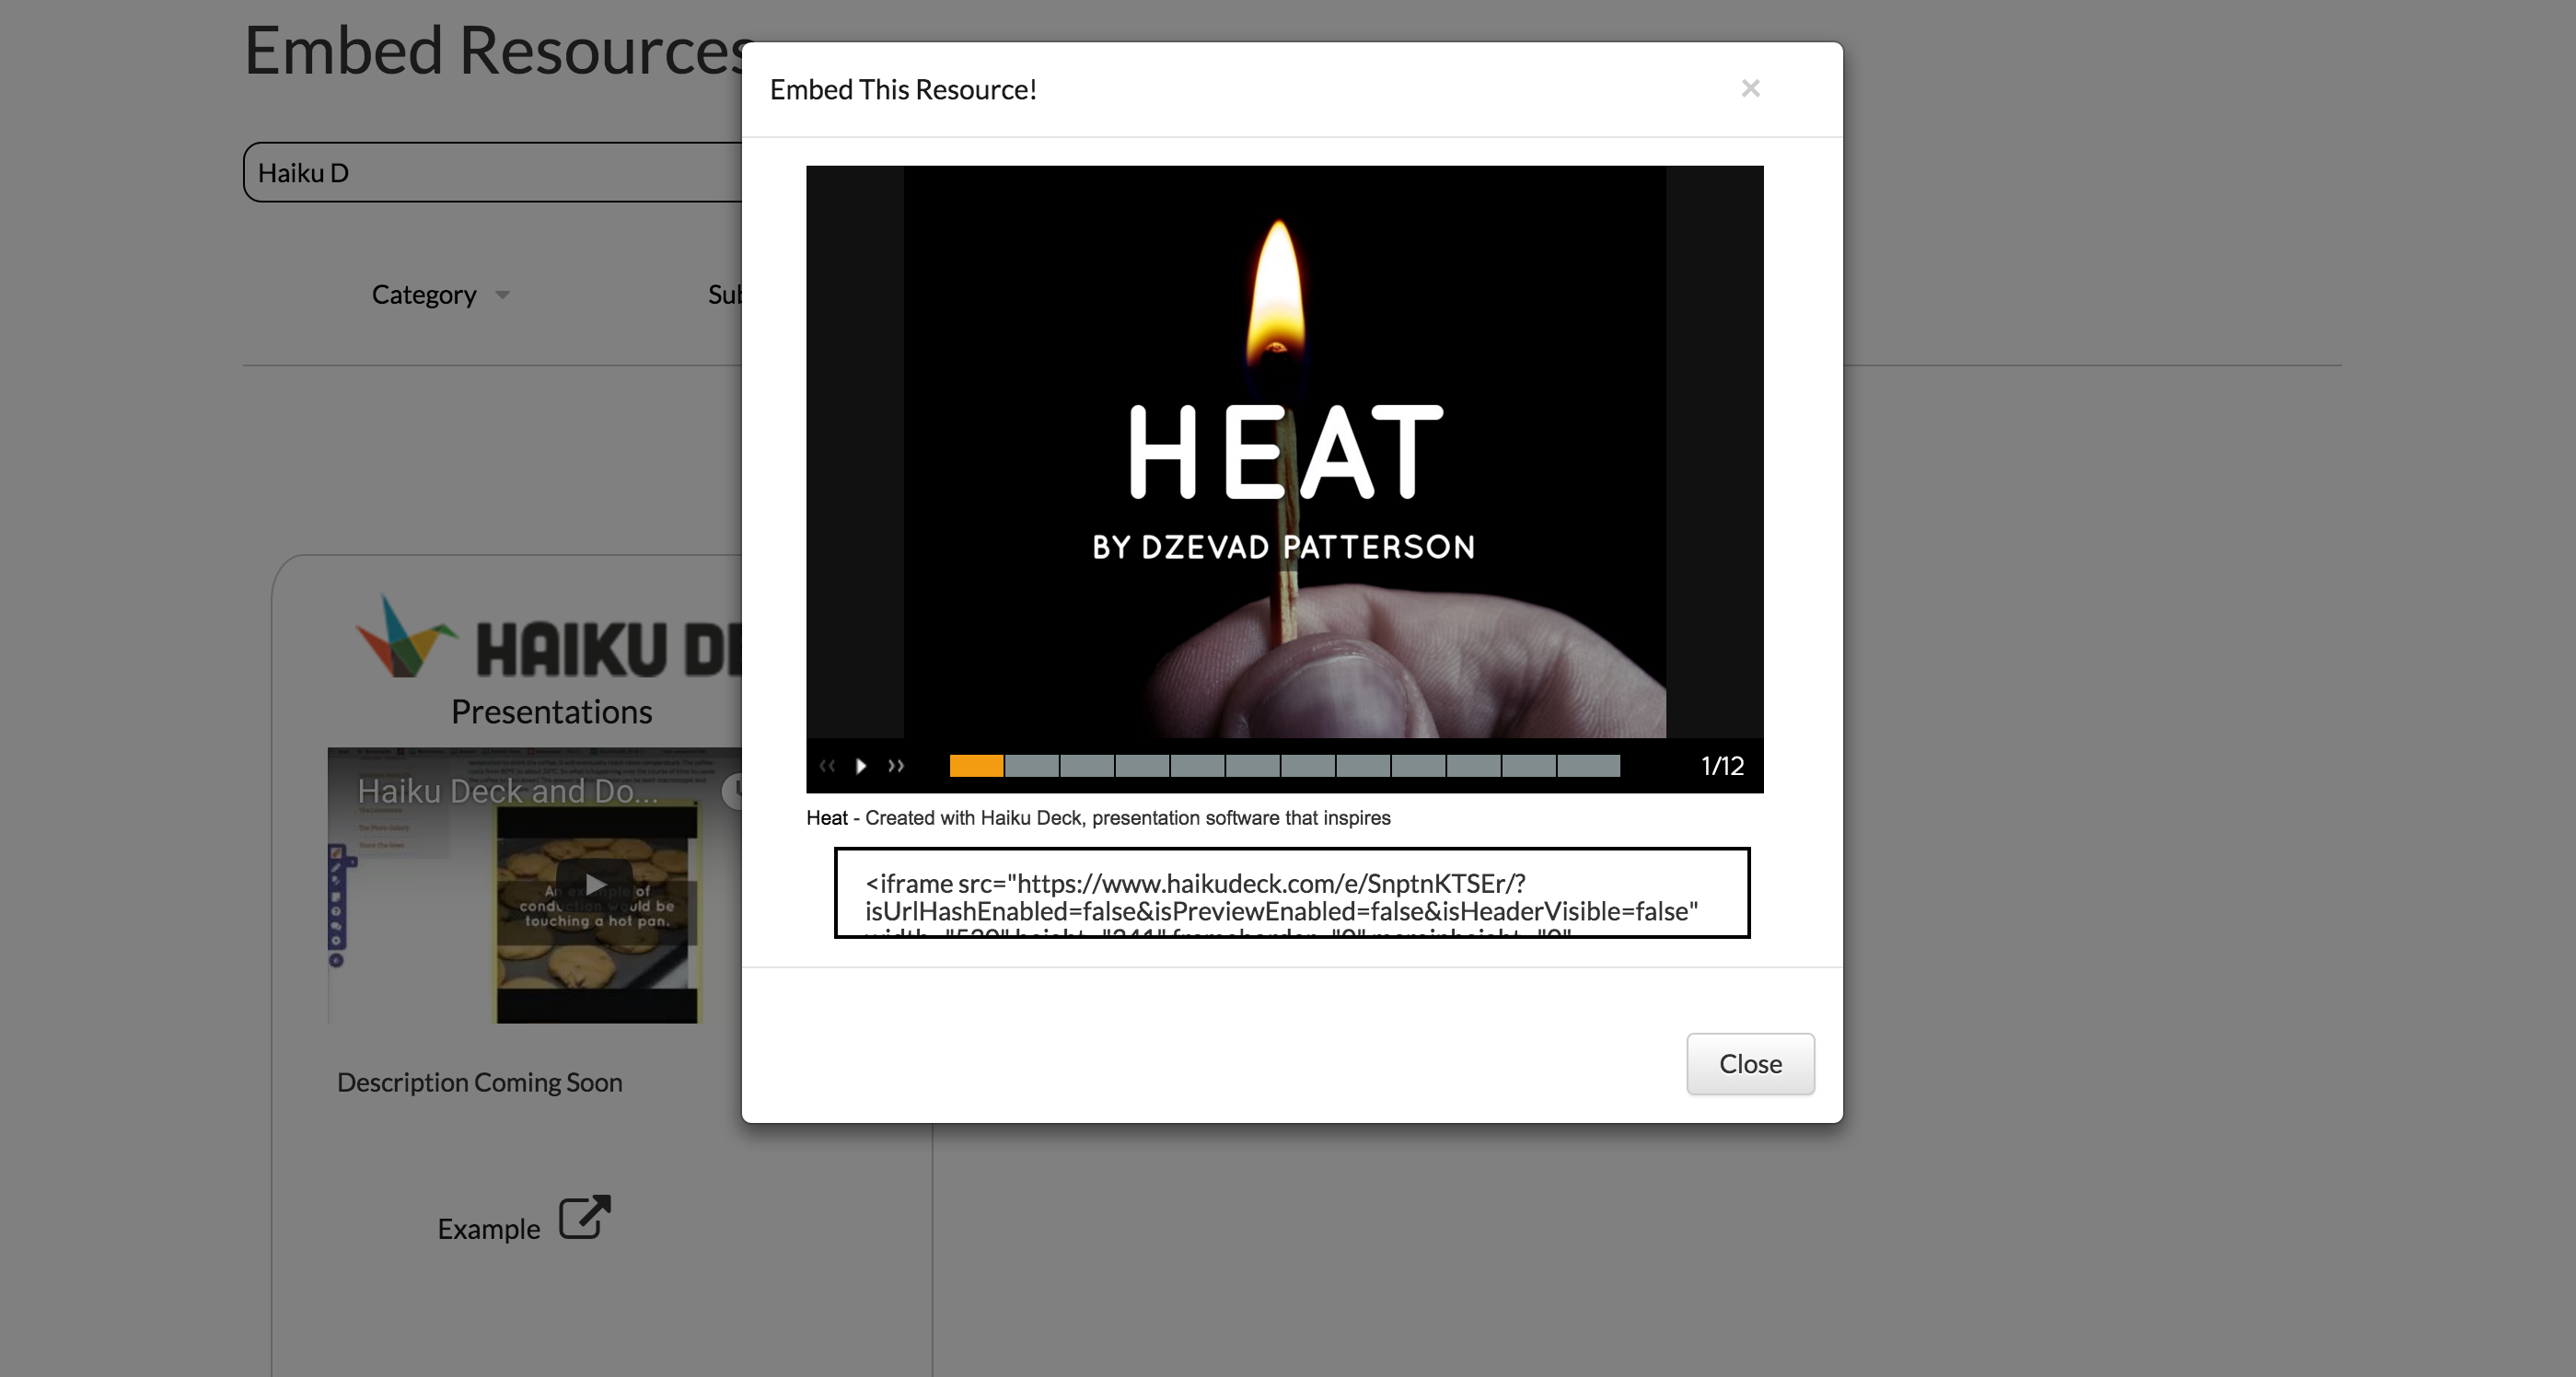 Embed Resources
Embed This Resource!
×
Haiku D
Category
Sub
HEAT
BY DZEVAD PATTERSON
HAIKU DE
Presentations
Haiku Deck and Do...
An example of
conduction would be
touching a hot pan.
1/12
Heat - Created with Haiku Deck, presentation software that inspires
<iframe src="https://www.haikudeck.com/e/SnptnKTSEr/?
isUrlHashEnabled=false&isPreviewEnabled=false&isHeaderVisible=false"
Close
Description Coming Soon
Example